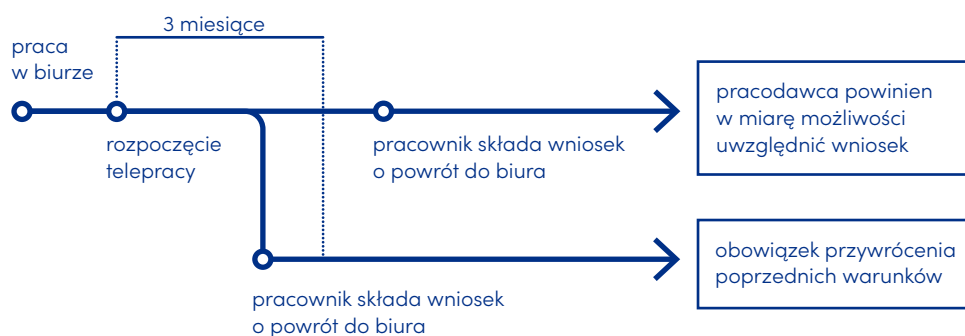 3 miesiące
praca
w biurze
rozpoczęcie
telepracy
pracownik składa wniosek
o powrót do biura
pracodawca powinien
w miarę możliwości
uwzględnić wniosek
pracownik składa wniosek
o powrót do biura
obowiązek przywrócenia
poprzednich warunków